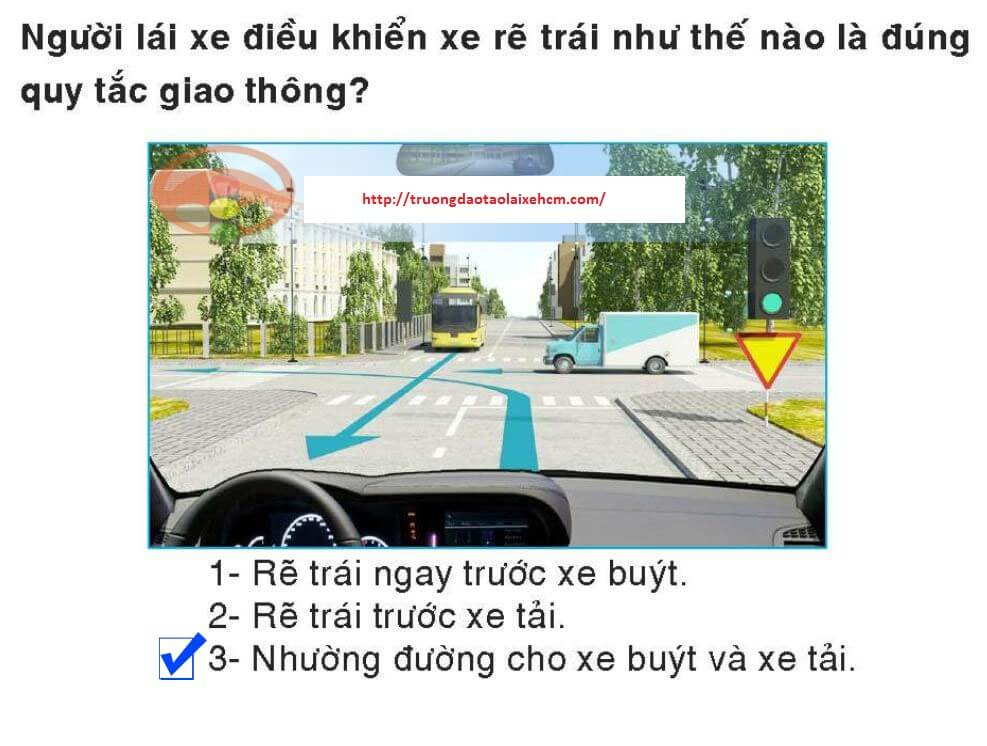 Người lái xe điều khiển xe rẽ trái như thế nào là đúng
quy tắc giao thông?
http://truongdaotaolaixehcm.com/
1- Rẽ trái ngay trước xe buýt.
2- Rẽ trái trước xe tải.
3- Nhường đường cho xe buýt và xe tải.